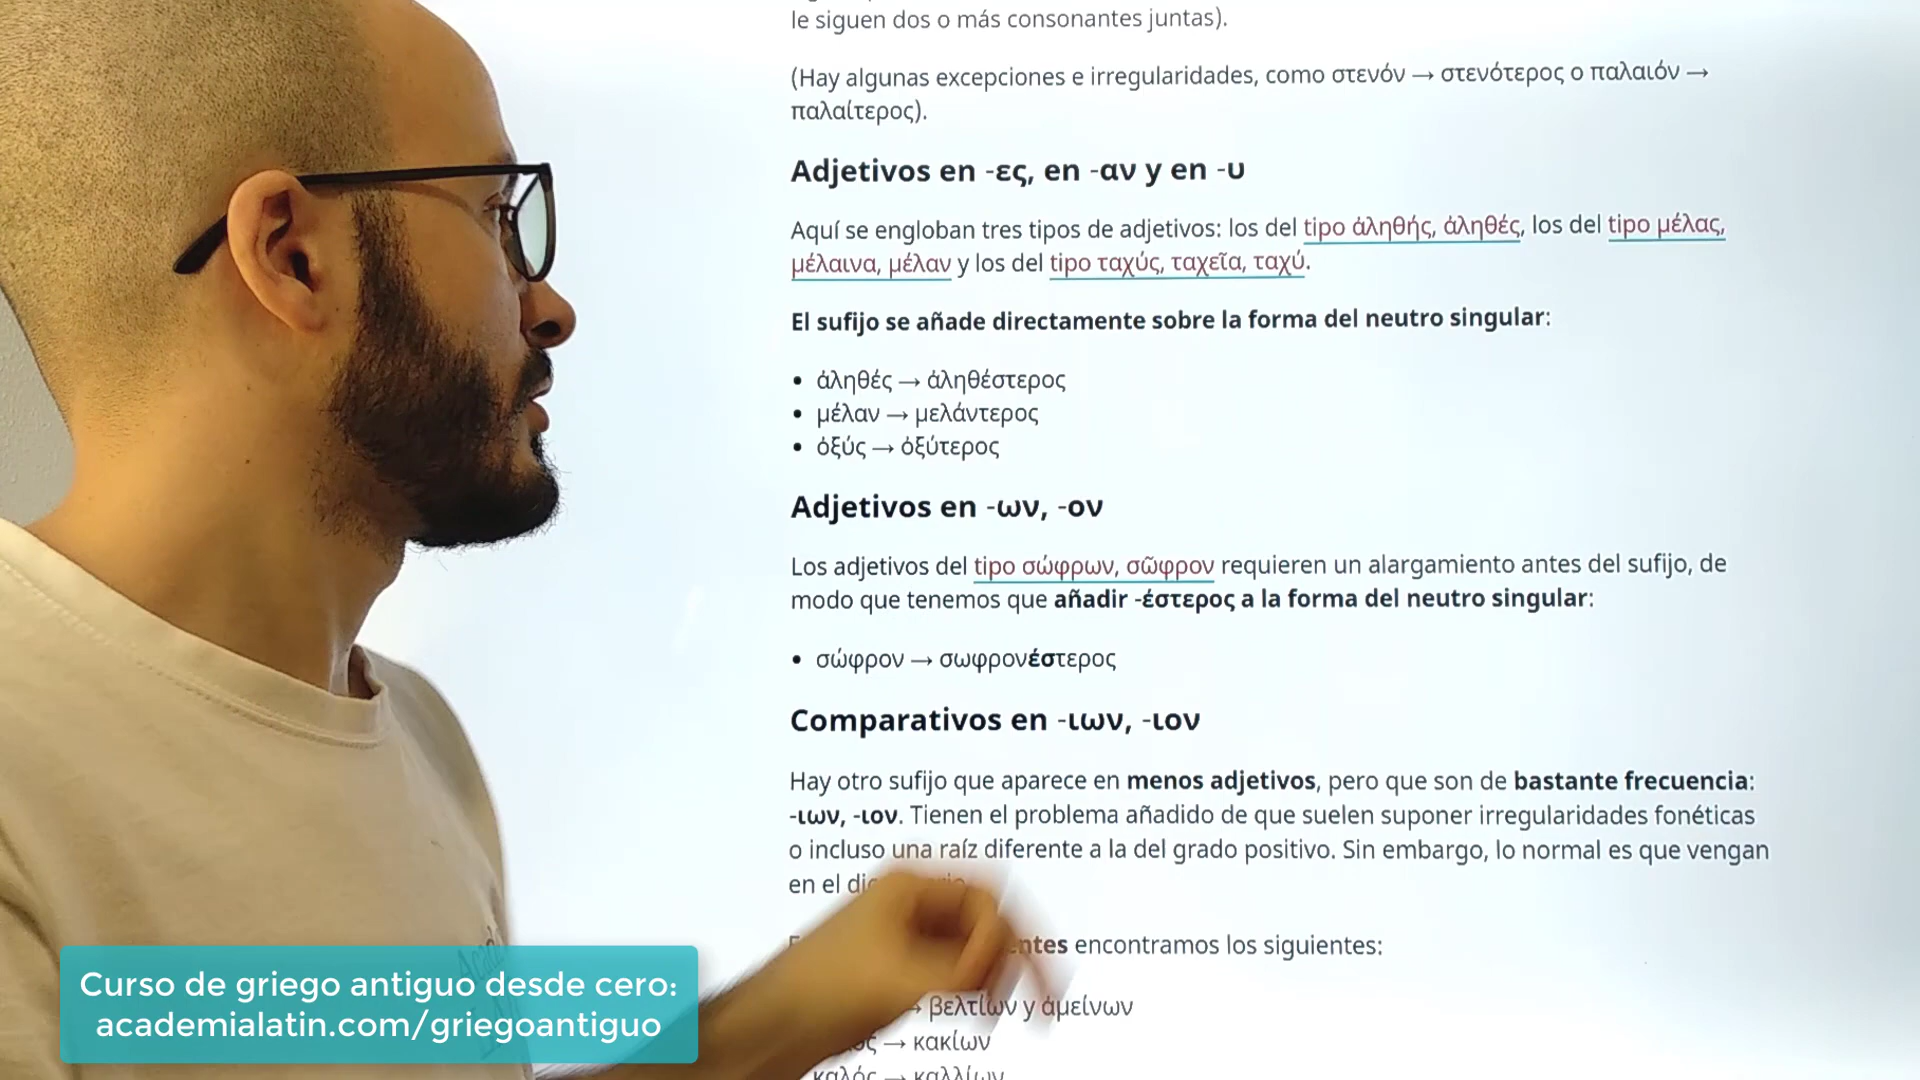 le siguen dos o más consonantes juntas).
(Hay algunas excepciones e irregularidades, como στενόν → στενότερος o παλαιόν →
παλαίτερος).
Adjetivos en -ες, en -αν y en -υ
Aquí se engloban tres tipos de adjetivos: los del tipo ἀληθής, ἀληθές, los del tipo μέλας,
μέλαινα, μέλαν y los del tipo ταχύς, ταχεῖα, ταχύ.
El sufijo se añade directamente sobre la forma del neutro singular:
• ἀληθές → ἀληθέστερος
• μέλαν → μελάντερος
• ὀξύς → ὀξύτερος
Adjetivos en -ων, -ον
Los adjetivos del tipo σώφρων, σῶφρον requieren un alargamiento antes del sufijo, de
modo que tenemos que añadir -έστερος a la forma del neutro singular:
• σώφρον → σωφρονέστερος
Comparativos en -ιων, -ιον
Hay otro sufijo que aparece en menos adjetivos, pero que son de bastante frecuencia:
-ιων, -ιον. Tienen el problema añadido de que suelen suponer irregularidades fonéticas
o incluso una raíz diferente a la del grado positivo. Sin embargo, lo normal es que vengan
en el
encontramos los siguientes:
→ βελτίων y ἀμείνων
→ κακίων
καλός → καλλίων
Curso de griego antiguo desde cero:
academialatin.com/griegoantiguo